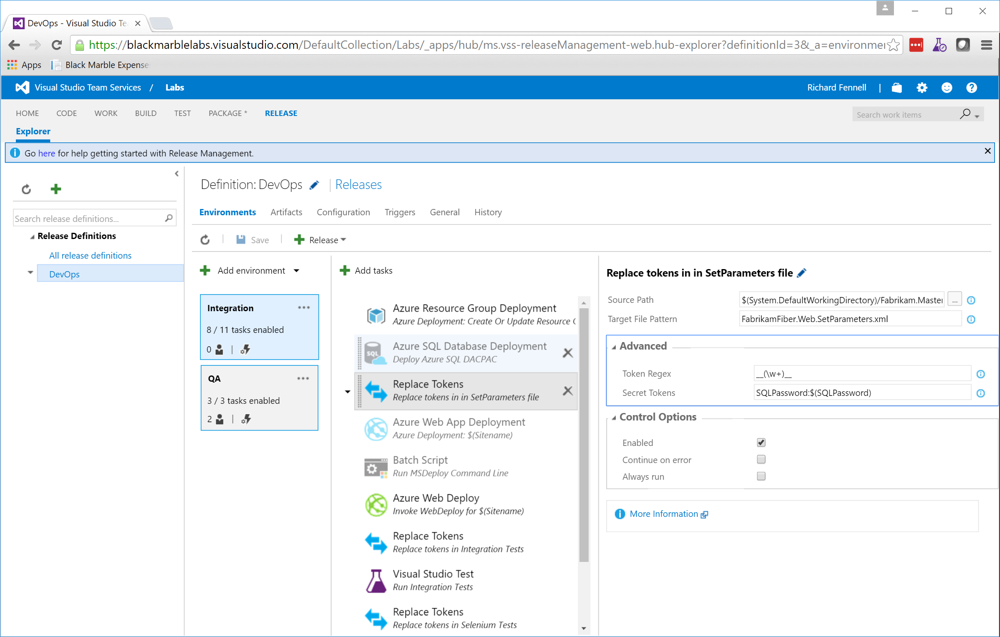 DevOps - Visual Studio Te
https://blackmarblelabs.visualstudio.com/DefaultCollection/Labs/_apps/hub/ms.vss-releaseManagement-web.hub-explorer?definitionId=3&_a=environmer
Apps Black Marble Expense
Visual Studio Team Services / Labs Richard Fennell |
HOME CODE WORK BUILD TEST PACKAGE * RELEASE
Search work items
Explorer
Go here for help getting started with Release Management.
Definition: DevOps | Releases
Search release definitions...
Release Definitions
All release definitions
DevOps
Environments Artifacts Configuration Triggers General History
Save Release
Add environment
Integration
8 / 11 tasks enabled
0
QA
3 / 3 tasks enabled
2
Add tasks
Azure Resource Group Deployment
Azure Deployment: Create Or Update Resource G
SQL
Azure SQL Database Deployment
Deploy Azure SQL DACPAC
Replace Tokens
Replace tokens in in SetParameters file
Azure Web App Deployment
Azure Deployment: $(Sitename)
Batch Script
Run MSDeploy Command Line
Azure Web Deploy
Invoke WebDeploy for $(Sitename)
Replace Tokens
Replace tokens in Integration Tests
Visual Studio Test
Run Integration Tests
Replace Tokens
Replace tokens in Selenium Tests
Replace tokens in in SetParameters file
Source Path $(System.DefaultWorkingDirectory)/Fabrikam.Master ...
Target File Pattern FabrikamFiber.Web.SetParameters.xml
Advanced
Token Regex __(\w+)__
Secret Tokens SQLPassword:$(SQLPassword)
Control Options
Enabled
Continue on error
Always run
More Information